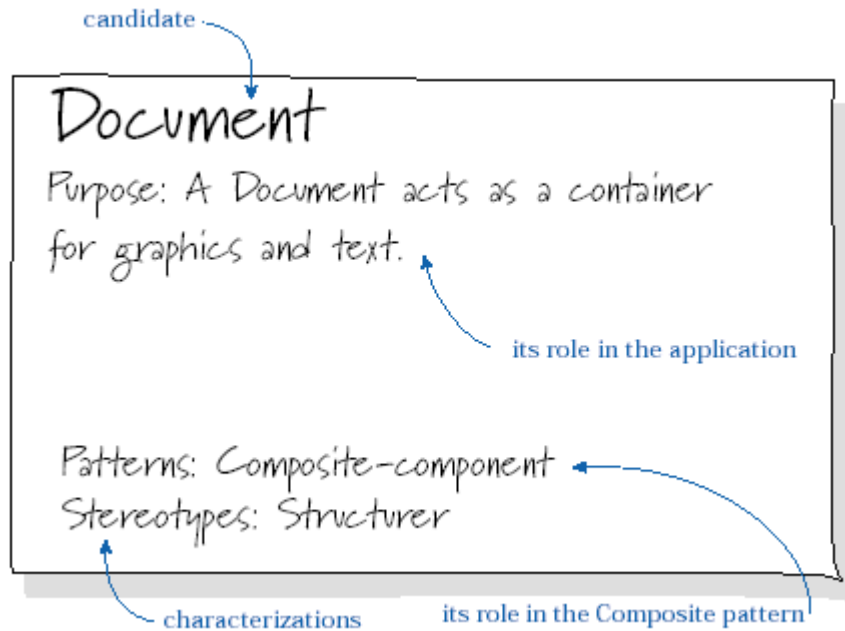 candidate
Document
Purpose: A Document acts as a container
for graphics and text.
its role in the application
Patterns: Composite-component
Stereotypes: Structurer
characterizations
its role in the Composite pattern